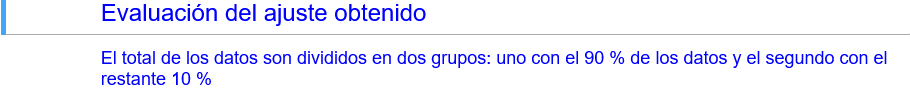 Evaluación del ajuste obtenido
El total de los datos son divididos en dos grupos: uno con el 90 % de los datos y el segundo con el
restante 10 %